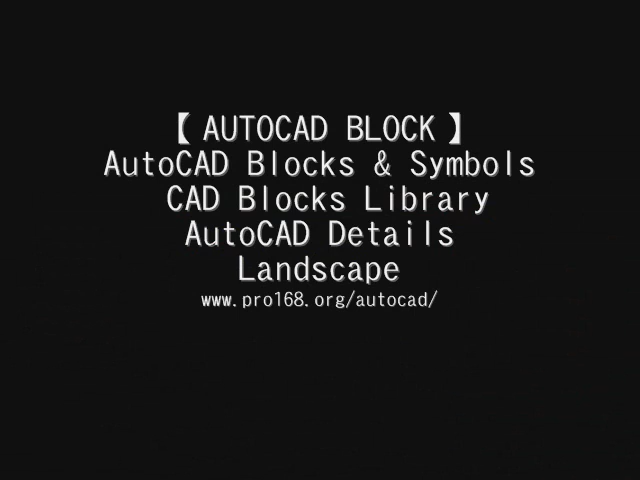 【 AUTOCAD BLOCK 】
AutoCAD Blocks & Symbols
CAD Blocks Library
AutoCAD Details
Landscape
www.pro168.org/autocad/